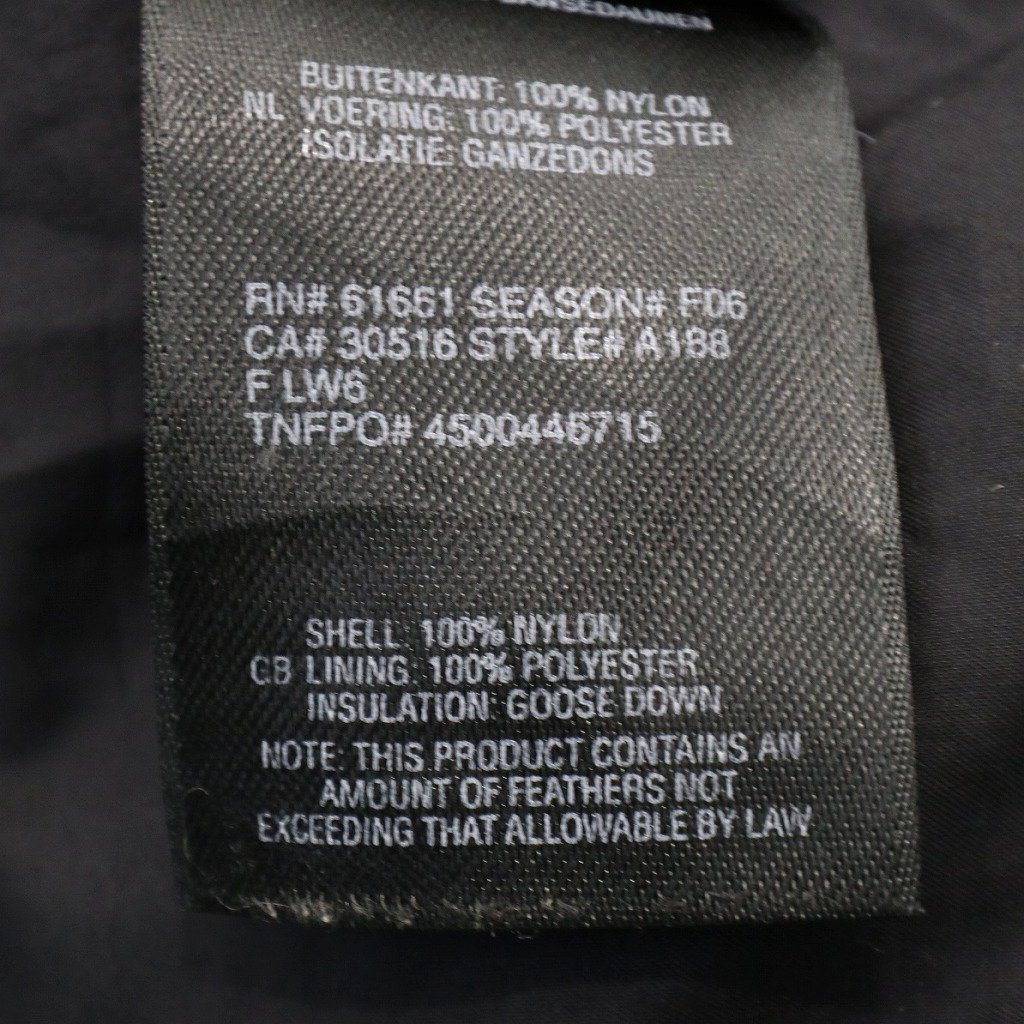 GÄNSEDAUNEN
BUITENKANT: 100% NYLON
NL VOERING: 100% POLYESTER
ISOLATIE: GANZEDONS
RN# 61661 SEASON# F06
CA# 30516 STYLE# A188
F LW6
TNFPO# 4500446715
SHELL: 100% NYLON
GB LINING: 100% POLYESTER
INSULATION: GOOSE DOWN
NOTE: THIS PRODUCT CONTAINS AN
AMOUNT OF FEATHERS NOT
EXCEEDING THAT ALLOWABLE BY LAW